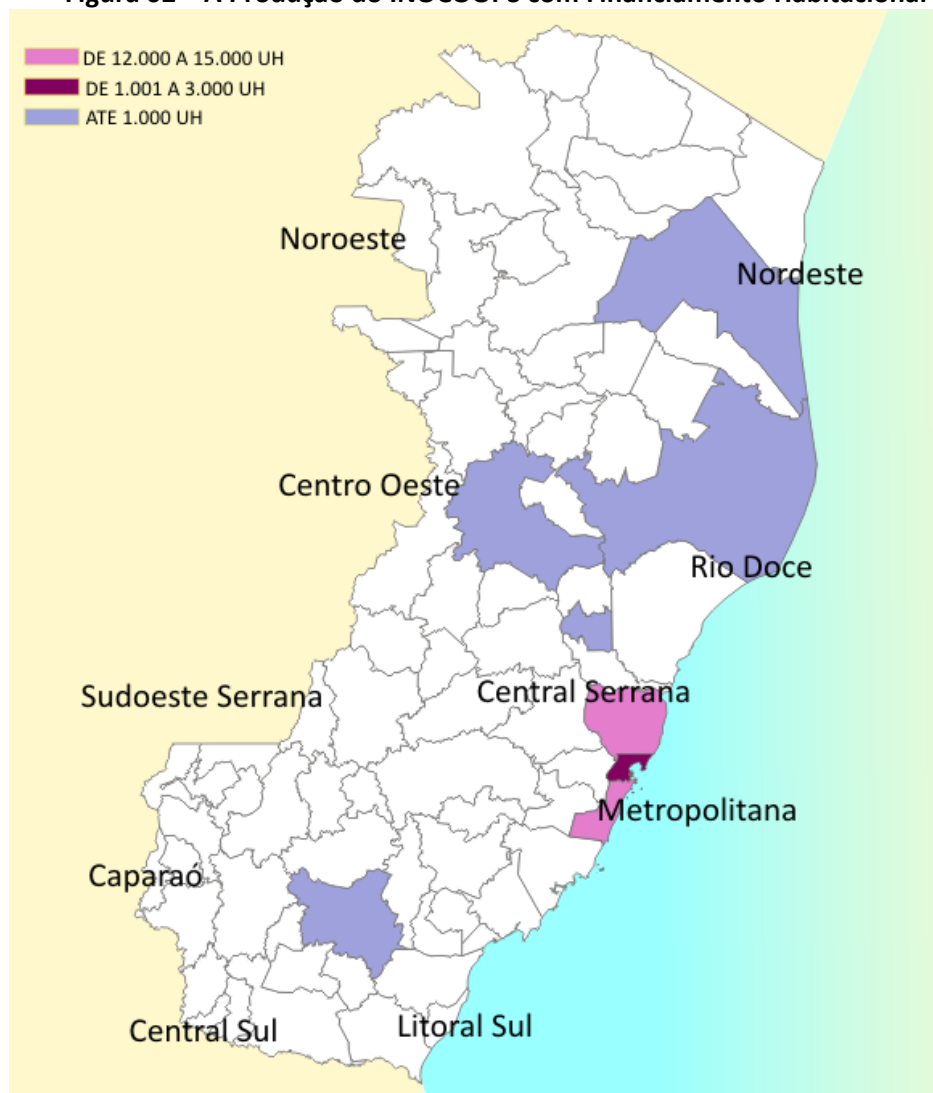 DE 12.000 A 15.000 UH
DE 1.001 A 3.000 UH
ATE 1.000 UH
Noroeste
Nordeste
Centro Oeste
Rio Doce
Sudoeste Serrana
Central Serrana
Metropolitana
Caparaó
Central Sul
Litoral Sul